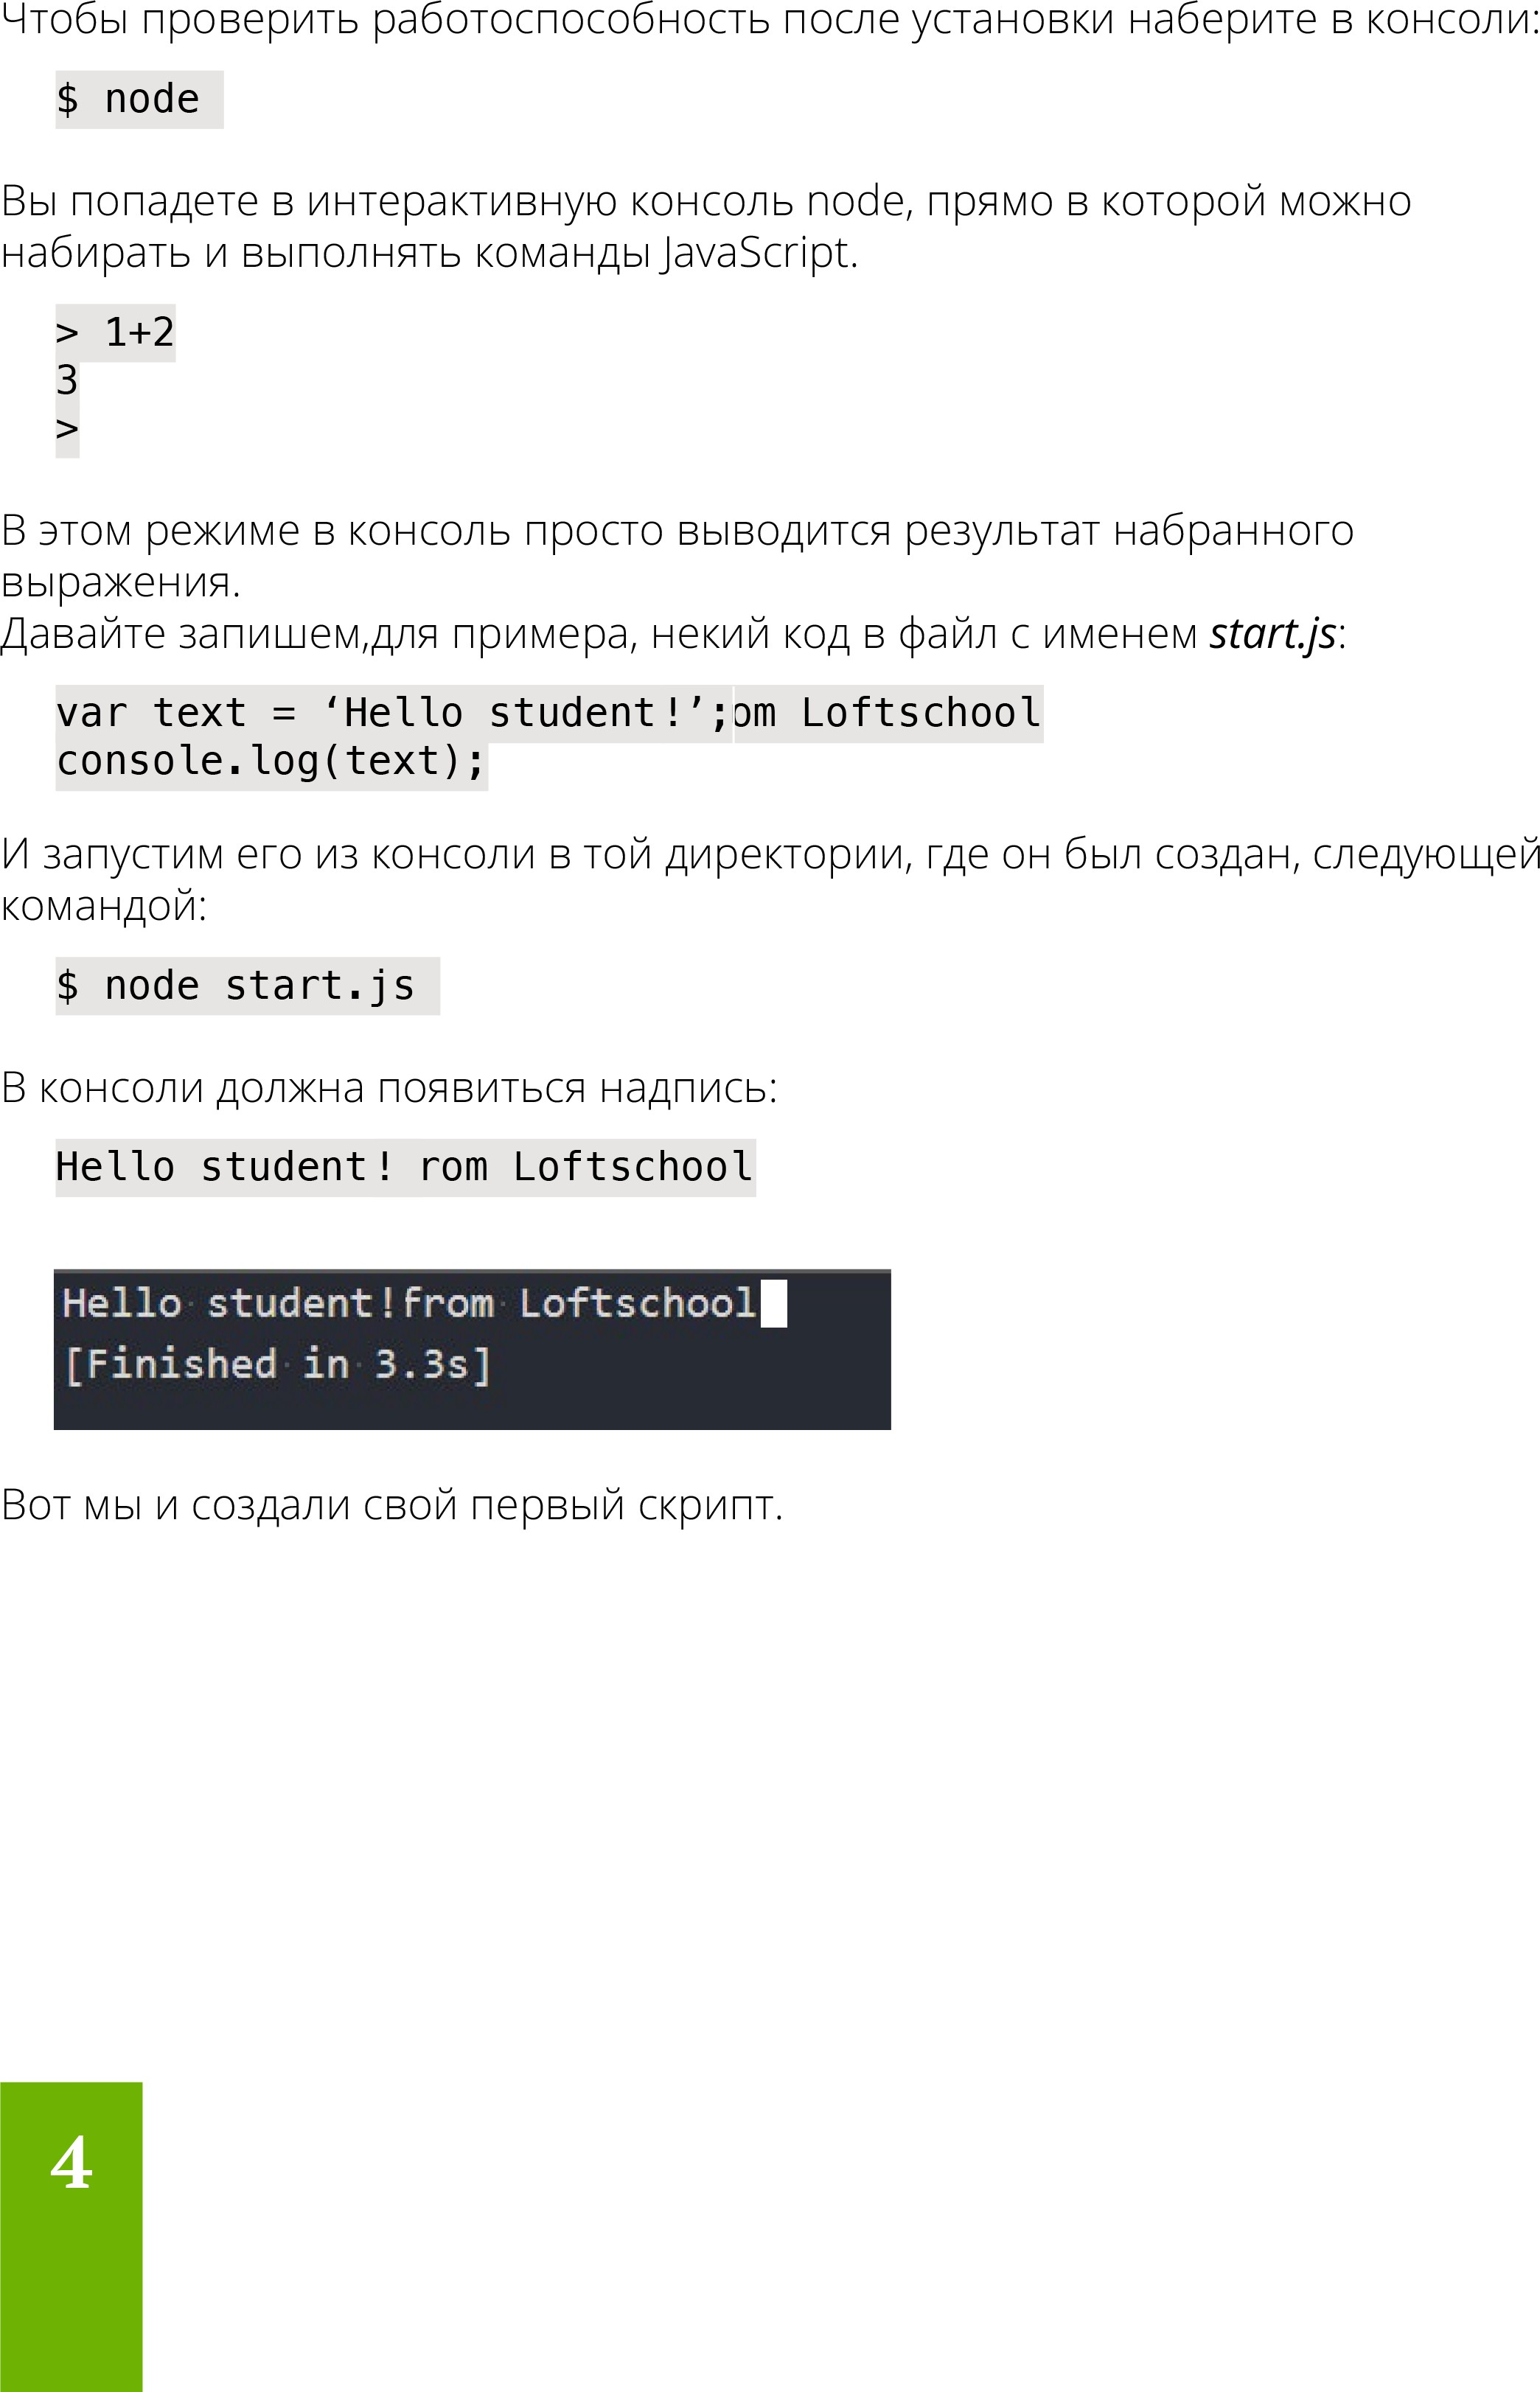 Чтобы проверить работоспособность после установки наберите в консоли:
$ node
Вы попадете в интерактивную консоль node, прямо в которой можно
набирать и выполнять команды JavaScript.
> 1+2
3
>
В этом режиме в консоль просто выводится результат набранного
выражения.
Давайте запишем,для примера, некий код в файл с именем start.js:
var text = ‘Hello student!’;om Loftschool
console.log(text);
И запустим его из консоли в той директории, где он был создан, следующей
командой:
$ node start.js
В консоли должна появиться надпись:
Hello student! rom Loftschool
Hello student!from Loftschool
[Finished in 3.3s]
Вот мы и создали свой первый скрипт.
4